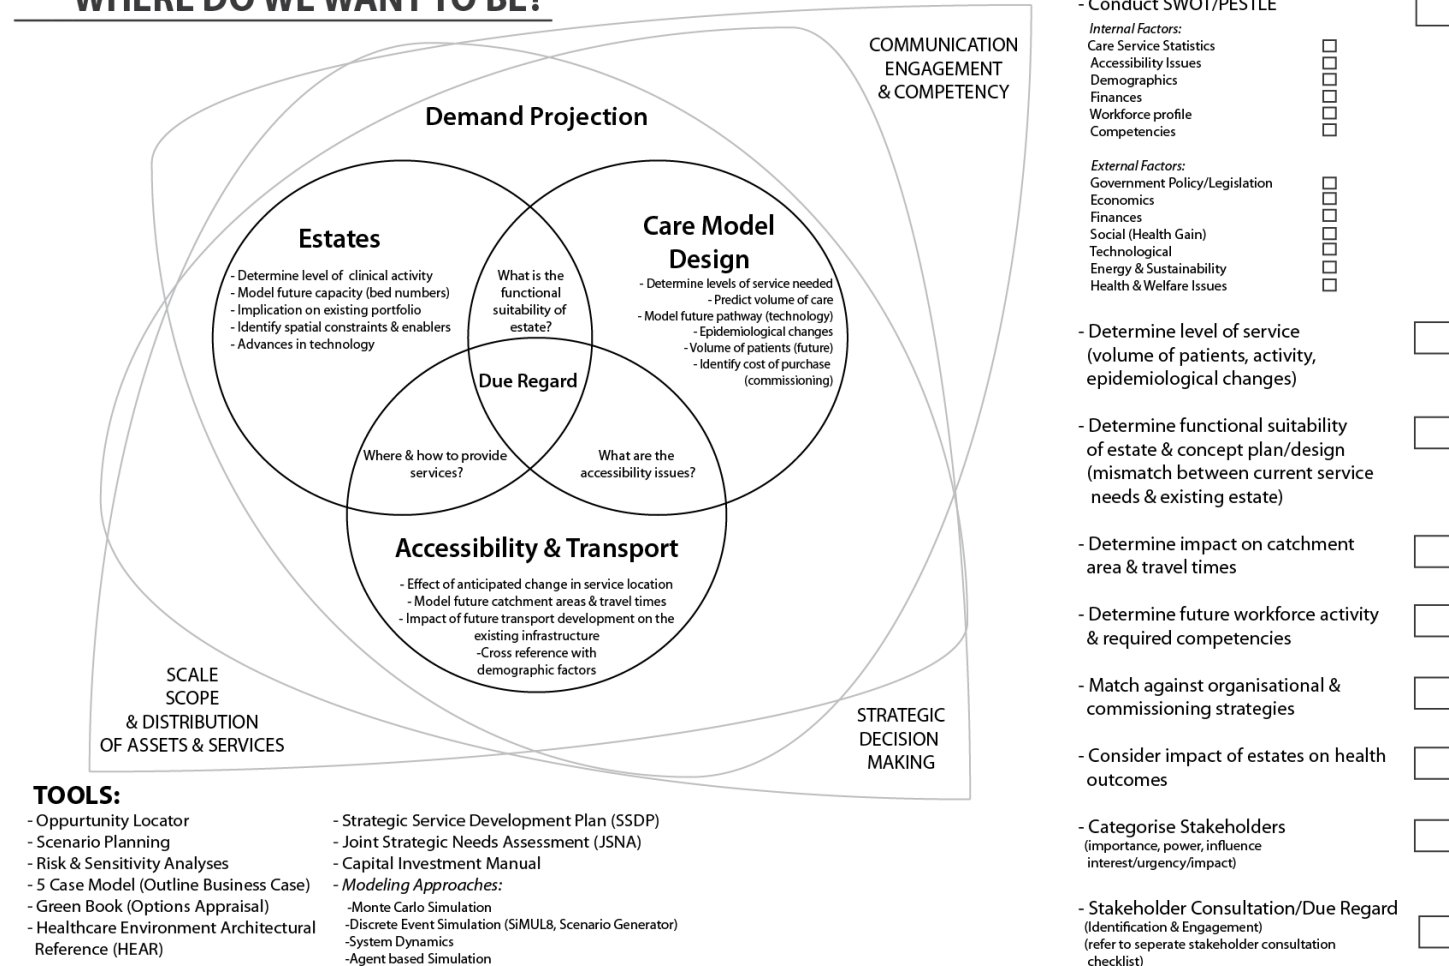 WHERE DO WE WANT TO BE?
COMMUNICATION
ENGAGEMENT
& COMPETENCY
Demand Projection
Estates
- Determine level of  clinical activity
- Model future capacity (bed numbers)
- Implication on existing portfolio
- Identify spatial constraints & enablers
- Advances in technology
What is the
functional
suitability of
estate?
Care Model
Design
- Determine levels of service needed
- Predict volume of care
- Model future pathway (technology)
- Epidemiological changes
- Volume of patients (future)
- Identify cost of purchase
(commissioning)
Due Regard
Where & how to provide
services?
What are the
accessibility issues?
Accessibility & Transport
- Effect of anticipated change in service location
- Model future catchment areas & travel times
- Impact of future transport development on the
existing infrastructure
-Cross reference with
demographic factors
SCALE
SCOPE
& DISTRIBUTION
OF ASSETS & SERVICES
STRATEGIC
DECISION
MAKING
TOOLS:
- Oppurtunity Locator
- Scenario Planning
- Risk & Sensitivity Analyses
- 5 Case Model (Outline Business Case)
- Green Book (Options Appraisal)
- Healthcare Environment Architectural
Reference (HEAR)
- Strategic Service Development Plan (SSDP)
- Joint Strategic Needs Assessment (JSNA)
- Capital Investment Manual
- Modeling Approaches:
-Monte Carlo Simulation
-Discrete Event Simulation (SiMUL8, Scenario Generator)
-System Dynamics
-Agent based Simulation
- Conduct SWOT/PESTLE
Internal Factors:
Care Service Statistics
Accessibility Issues
Demographics
Finances
Workforce profile
Competencies
External Factors:
Government Policy/Legislation
Economics
Finances
Social (Health Gain)
Technological
Energy & Sustainability
Health & Welfare Issues
- Determine level of service
(volume of patients, activity,
epidemiological changes)
- Determine functional suitability
of estate & concept plan/design
(mismatch between current service
needs & existing estate)
- Determine impact on catchment
area & travel times
- Determine future workforce activity
& required competencies
- Match against organisational &
commissioning strategies
- Consider impact of estates on health
outcomes
- Categorise Stakeholders
(importance, power, influence
interest/urgency/impact)
- Stakeholder Consultation/Due Regard
(Identification & Engagement)
(refer to seperate stakeholder consultation
checklist)